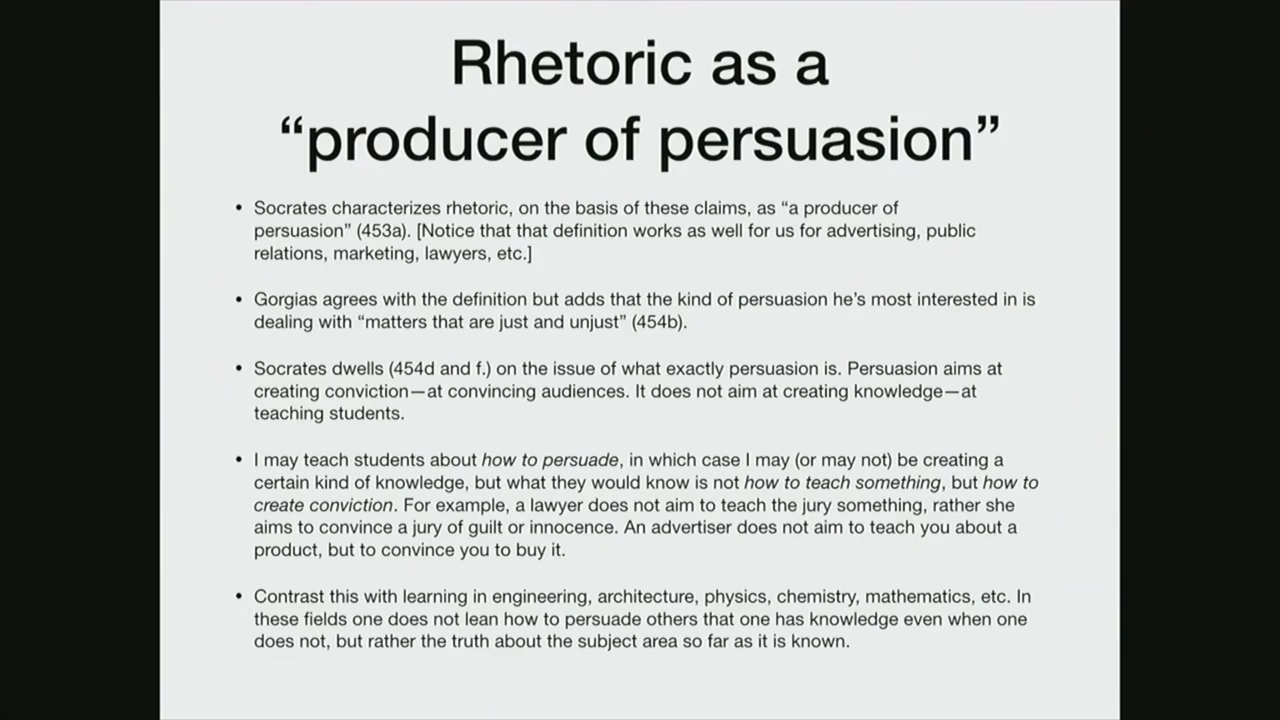 Rhetoric as a
“producer of persuasion”
• Socrates characterizes rhetoric, on the basis of these claims, as “a producer of
persuasion” (453a). [Notice that that definition works as well for us for advertising, public
relations, marketing, lawyers, etc.]
• Gorgias agrees with the definition but adds that the kind of persuasion he’s most interested in is
dealing with “matters that are just and unjust” (454b).
• Socrates dwells (454d and f.) on the issue of what exactly persuasion is. Persuasion aims at
creating conviction—at convincing audiences. It does not aim at creating knowledge—at
teaching students.
• I may teach students about how to persuade, in which case I may (or may not) be creating a
certain kind of knowledge, but what they would know is not how to teach something, but how to
create conviction. For example, a lawyer does not aim to teach the jury something, rather she
aims to convince a jury of guilt or innocence. An advertiser does not aim to teach you about a
product, but to convince you to buy it.
• Contrast this with learning in engineering, architecture, physics, chemistry, mathematics, etc. In
these fields one does not lean how to persuade others that one has knowledge even when one
does not, but rather the truth about the subject area so far as it is known.